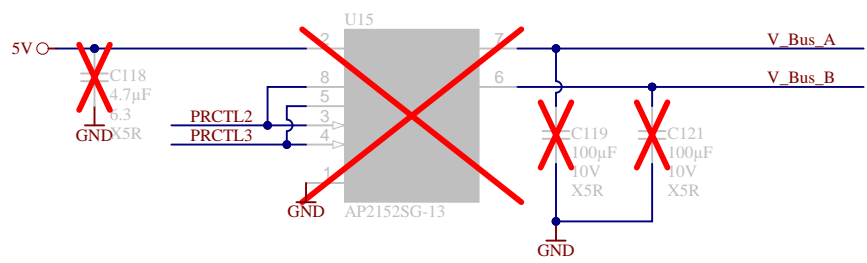 U15
5V
2
7
V_Bus_A
C118
4.7µF
6.3
X5R
GND
8
5
3
4
1
6
V_Bus_B
PRCTL2
PRCTL3
GND
AP2152SG-13
C119
100µF
10V
X5R
C121
100µF
10V
X5R
GND